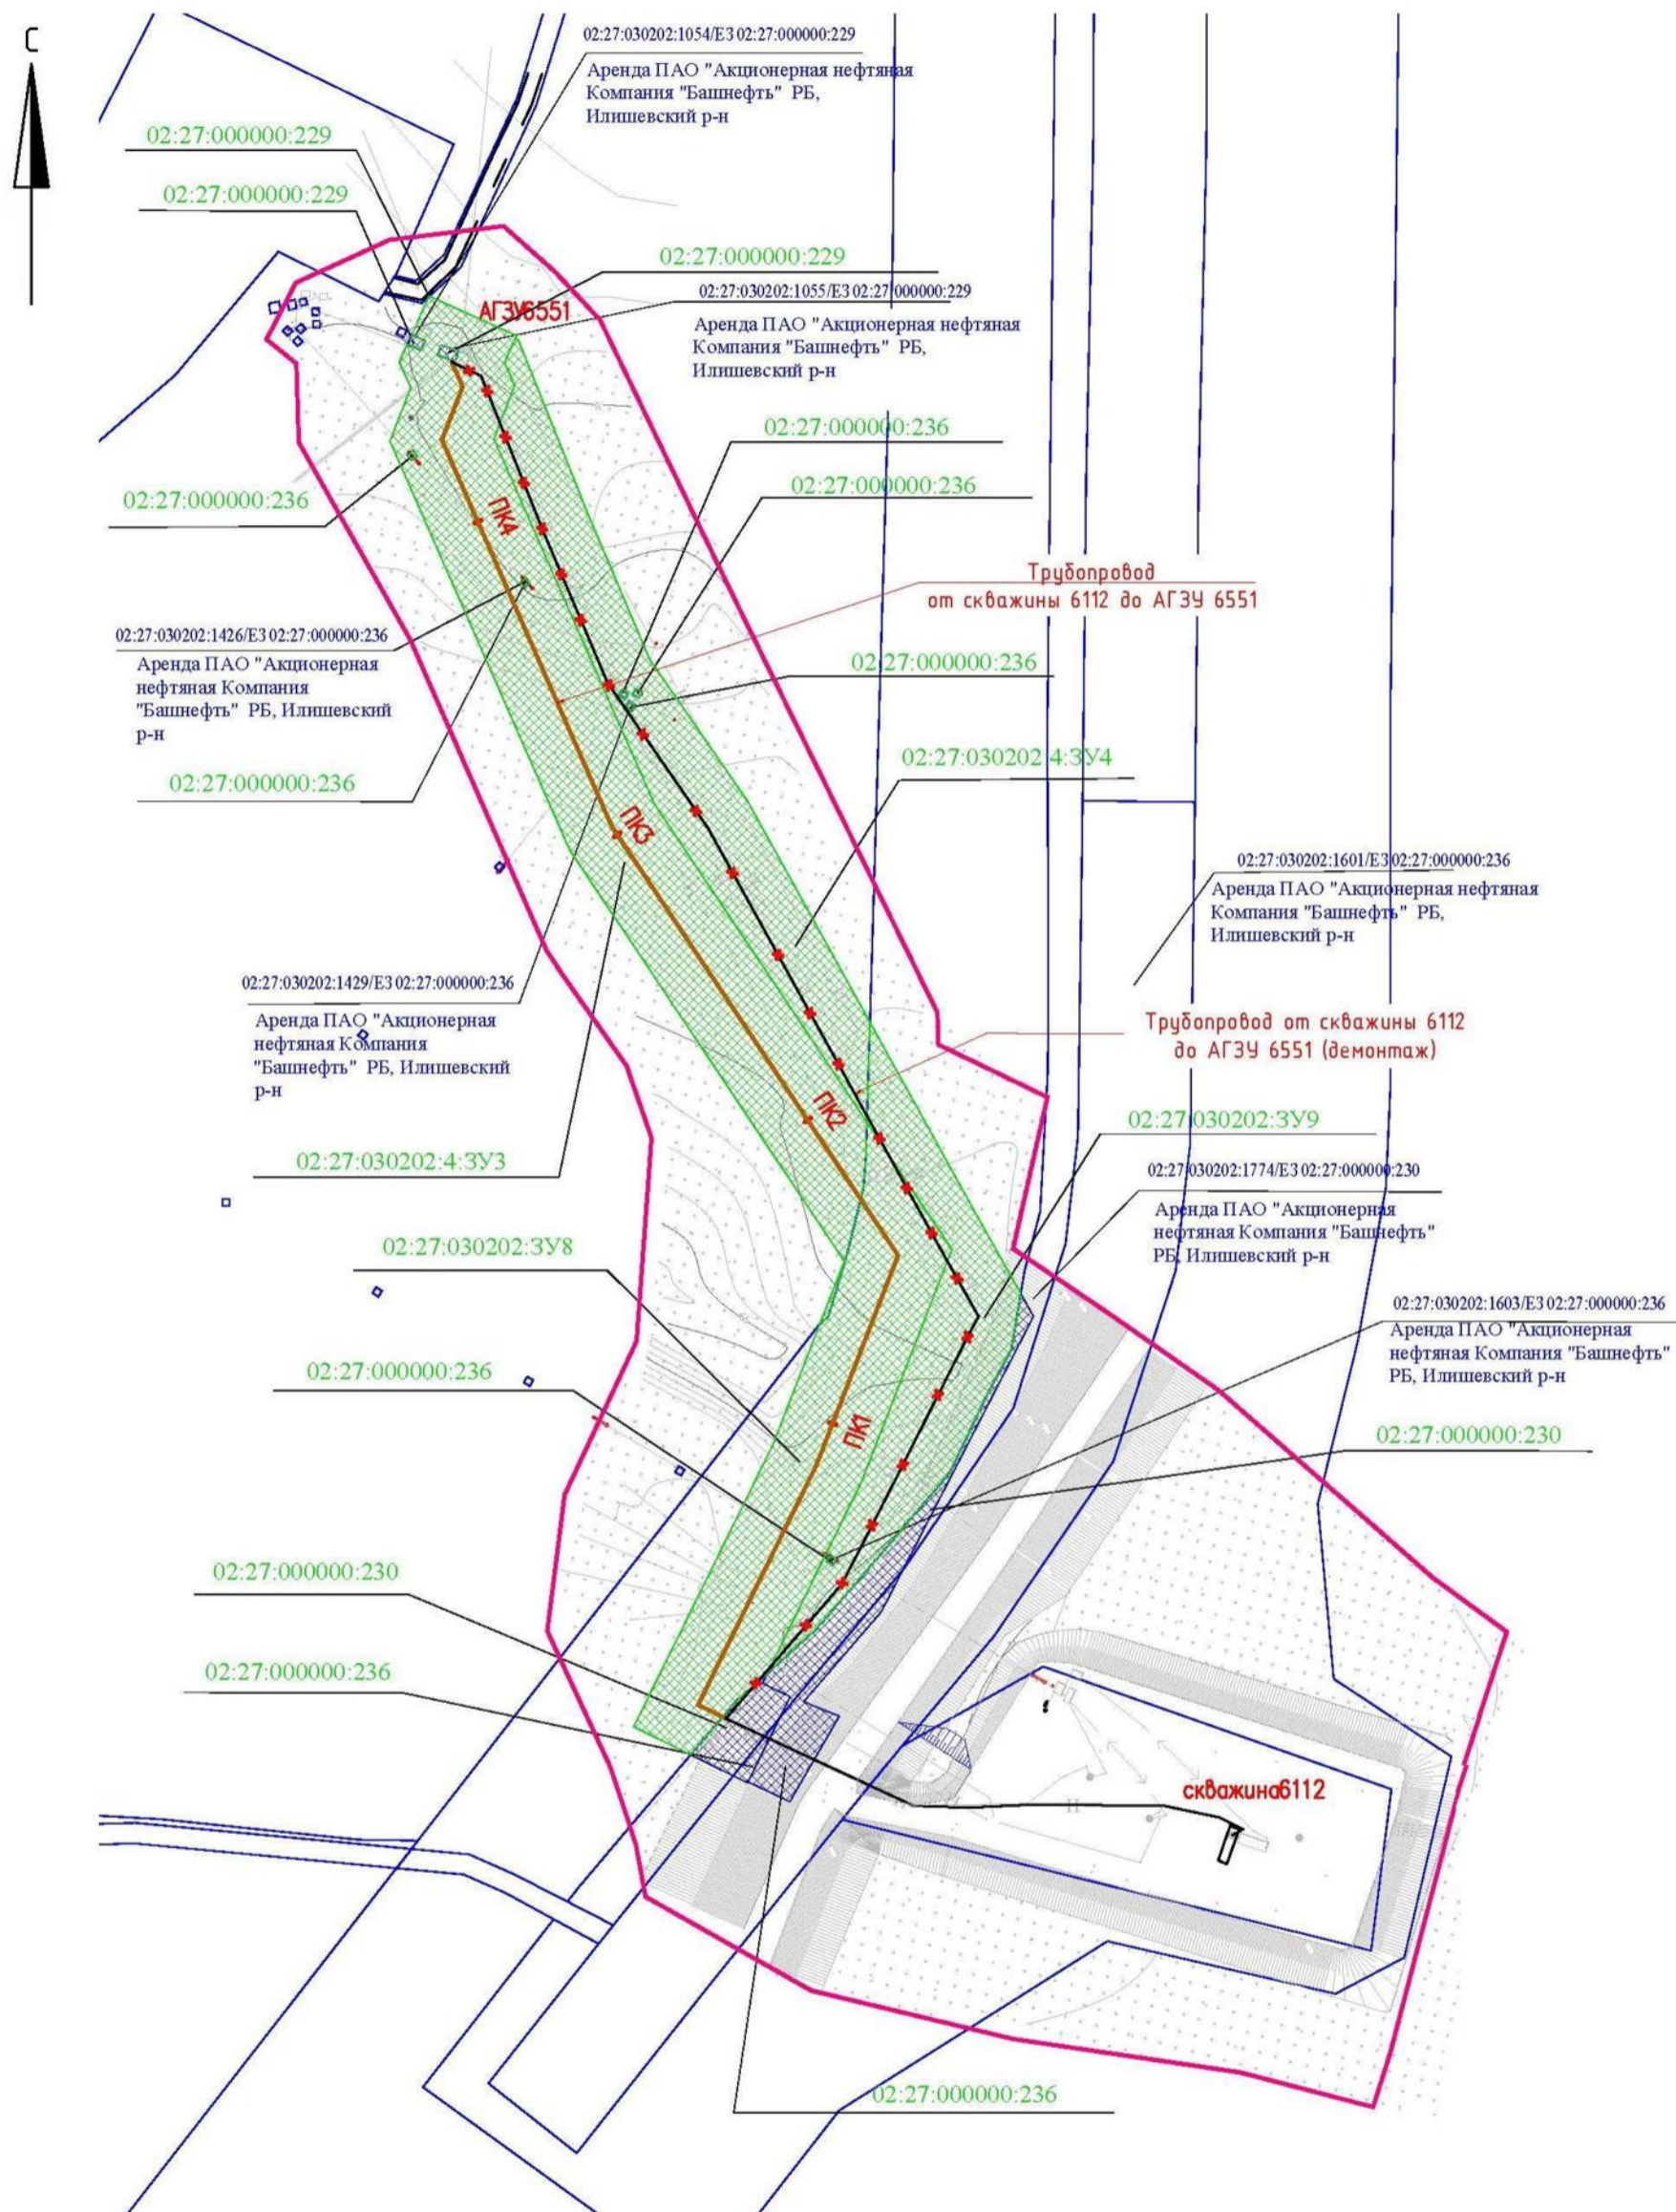 С
02:27:030202:1054/ЕЗ 02:27:000000:229
Аренда ПАО "Акционерная нефтяная
Компания "Башнефть" РБ,
Илишевский р-н
02:27:000000:229
02:27:000000:229
02:27:000000:229
02:27:030202:1055/ЕЗ 02:27:000000:229
АГЗУ6551
Аренда ПАО "Акционерная нефтяная
Компания "Башнефть" РБ,
Илишевский р-н
02:27:000000:236
02:27:000000:236
02:27:000000:236
ПК4
Трубопровод
от скважины 6112 до АГЗУ 6551
02:27:030202:1426/ЕЗ 02:27:000000:236
Аренда ПАО "Акционерная
нефтяная Компания
"Башнефть" РБ, Илишевский
р-н
02:27:000000:236
02:27:000000:236
02:27:030202:4:ЗУ4
ПК3
02:27:030202:1601/ЕЗ 02:27:000000:236
Аренда ПАО "Акционерная нефтяная
Компания "Башнефть" РБ,
Илишевский р-н
02:27:030202:1429/ЕЗ 02:27:000000:236
Аренда ПАО "Акционерная
нефтяная Компания
"Башнефть" РБ, Илишевский
р-н
Трубопровод от скважины 6112
до АГЗУ 6551 (демонтаж)
ПК2
02:27:030202:ЗУ9
02:27:030202:4:ЗУ3
02:27:030202:1774/ЕЗ 02:27:000000:230
Аренда ПАО "Акционерная
нефтяная Компания "Башнефть"
РБ, Илишевский р-н
02:27:030202:ЗУ8
02:27:030202:1603/ЕЗ 02:27:000000:236
Аренда ПАО "Акционерная
нефтяная Компания "Башнефть"
РБ, Илишевский р-н
02:27:000000:236
ПК1
02:27:000000:230
02:27:000000:230
02:27:000000:236
скважина6112
02:27:000000:236